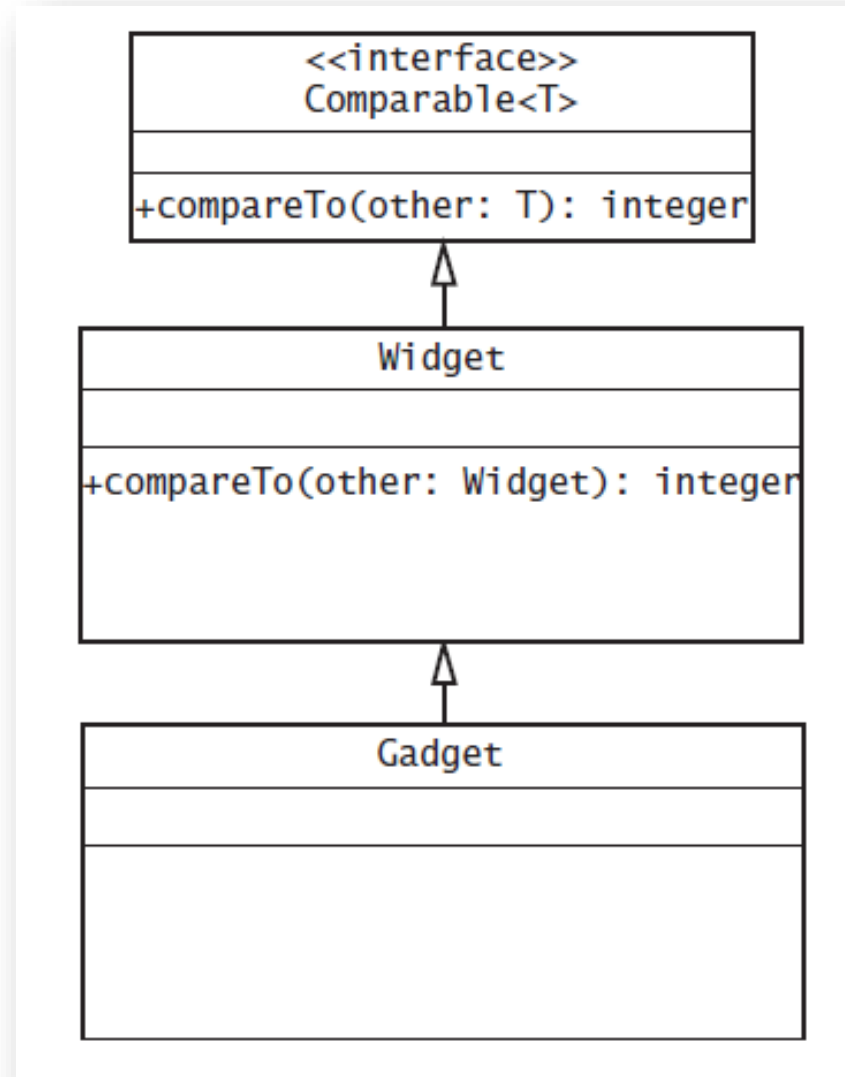 <<interface>>
Comparable<T>
+compareTo(other: T): integer
Widget
+compareTo(other: Widget): integer
Gadget